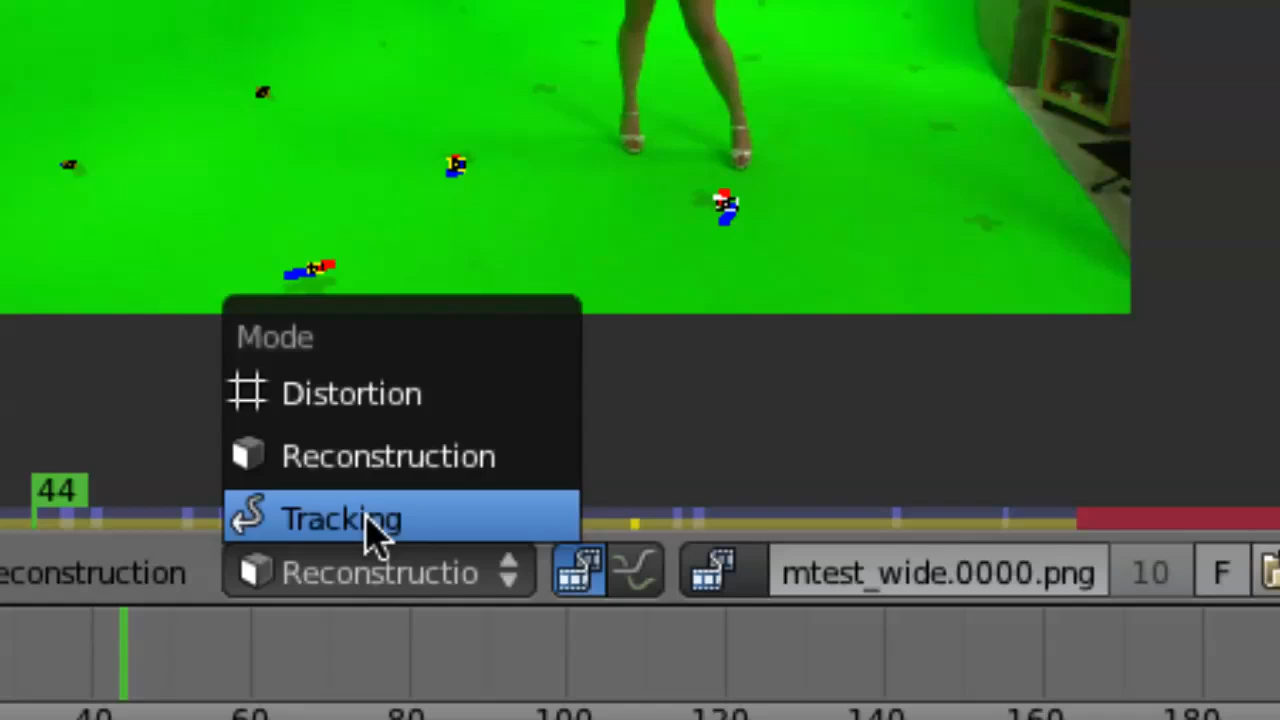 Mode
Distortion
Reconstruction
44
Tracking
econstruction
Reconstructio
mtest_wide.0000.png
10
F
40 60 80 100 120 140 160 180